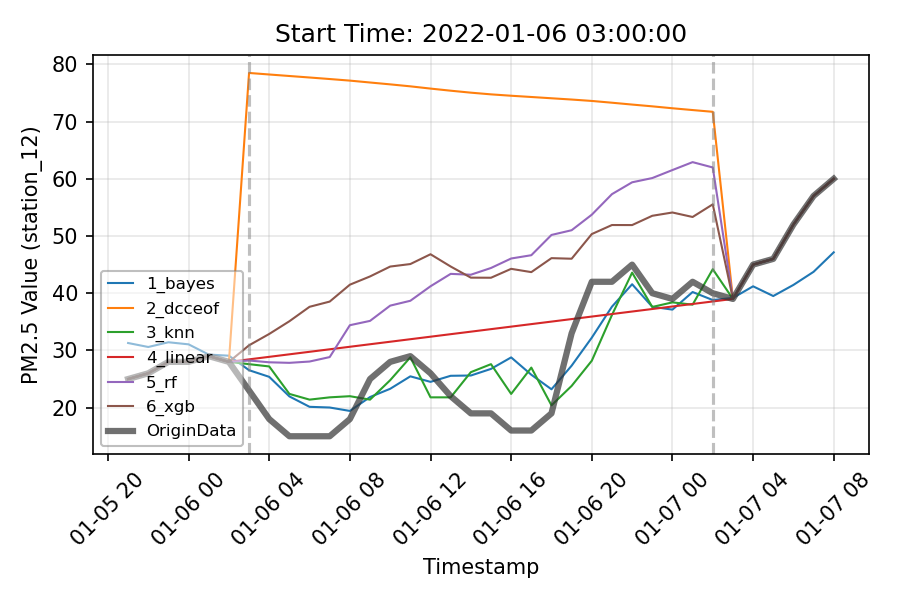 Start Time: 2022-01-06 03:00:00
PM2.5 Value (station_12)
80
70
60
50
40
30
20
1_bayes
2_dcceof
3_knn
4_linear
5_rf
6_xgb
OriginData
01-05 20
01-06 00
01-06 04
01-06 08
01-06 12
01-06 16
01-06 20
01-07 00
01-07 04
01-07 08
Timestamp